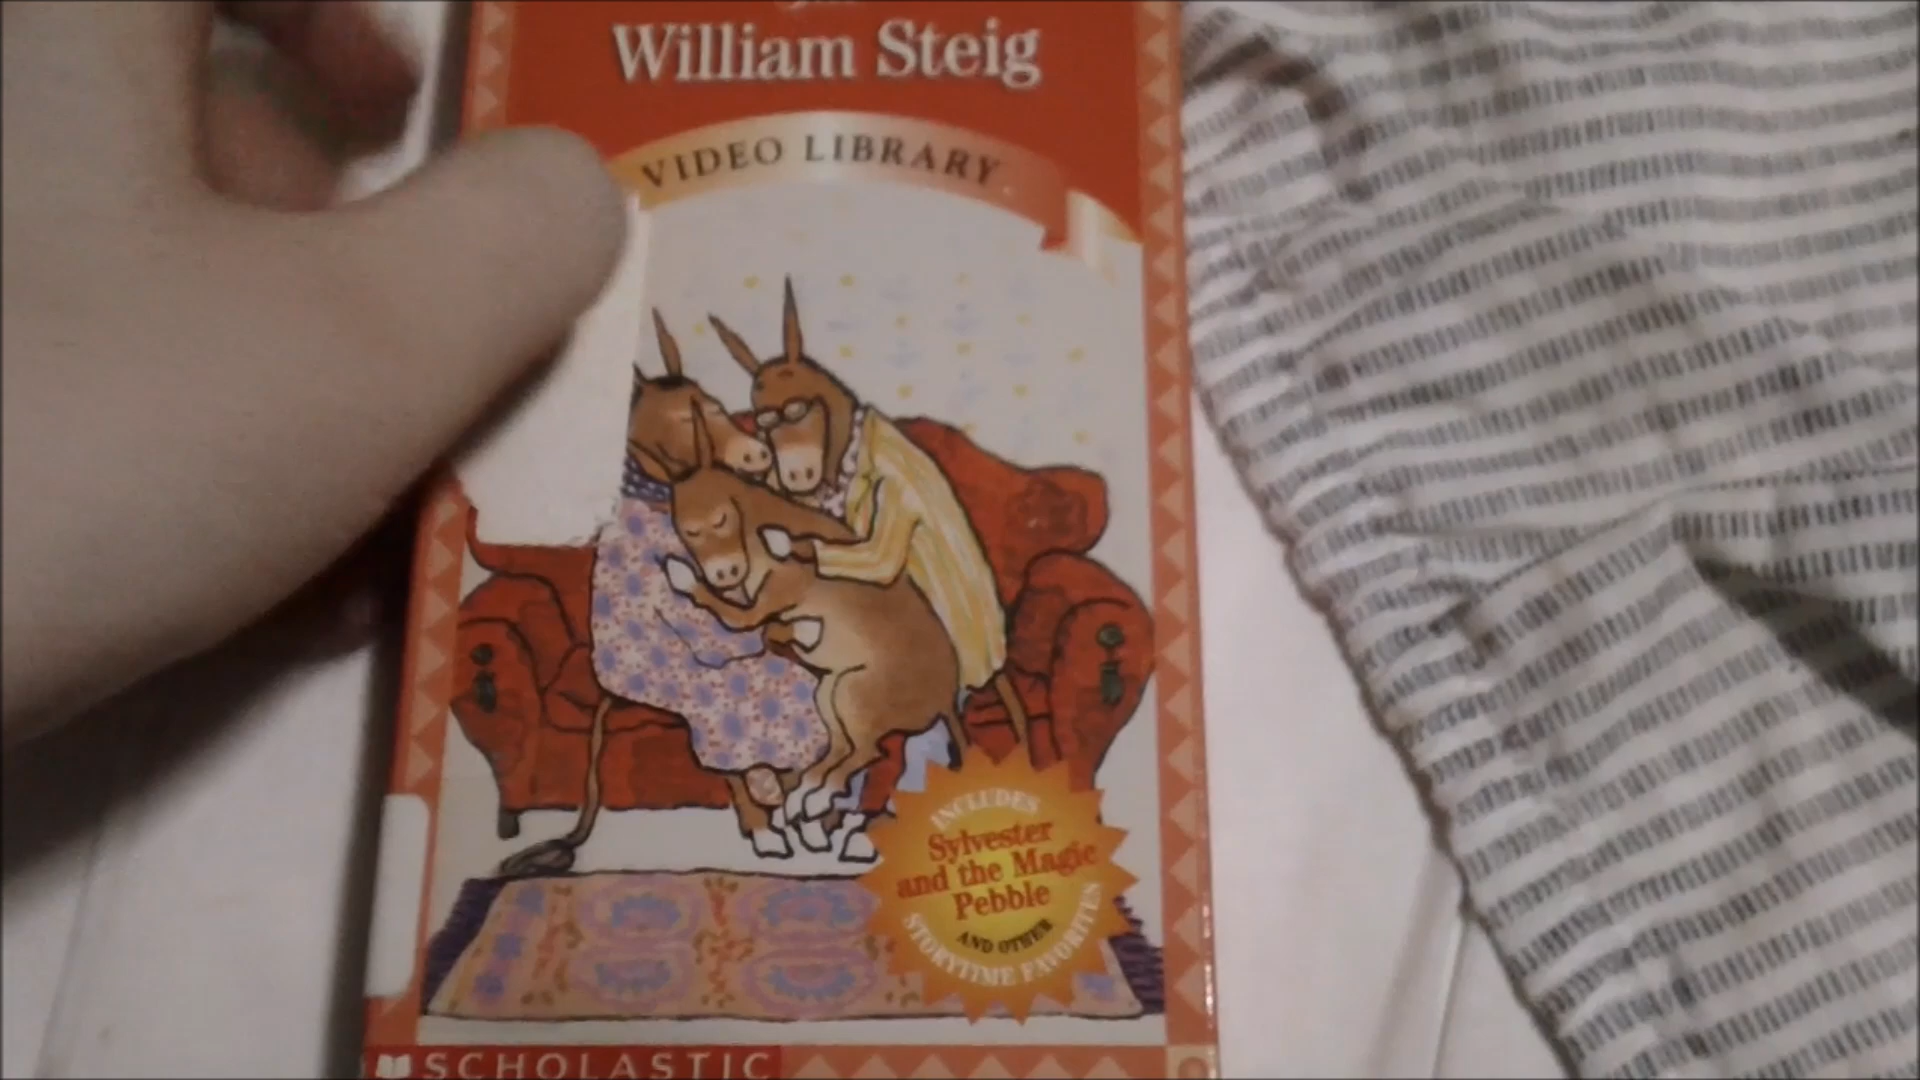 William Steig
VIDEO LIBRARY
INCLUDES
Sylvester
and the Magic
Pebble
AND OTHER
STORYTIME FAVORITES
SCHOLASTIC